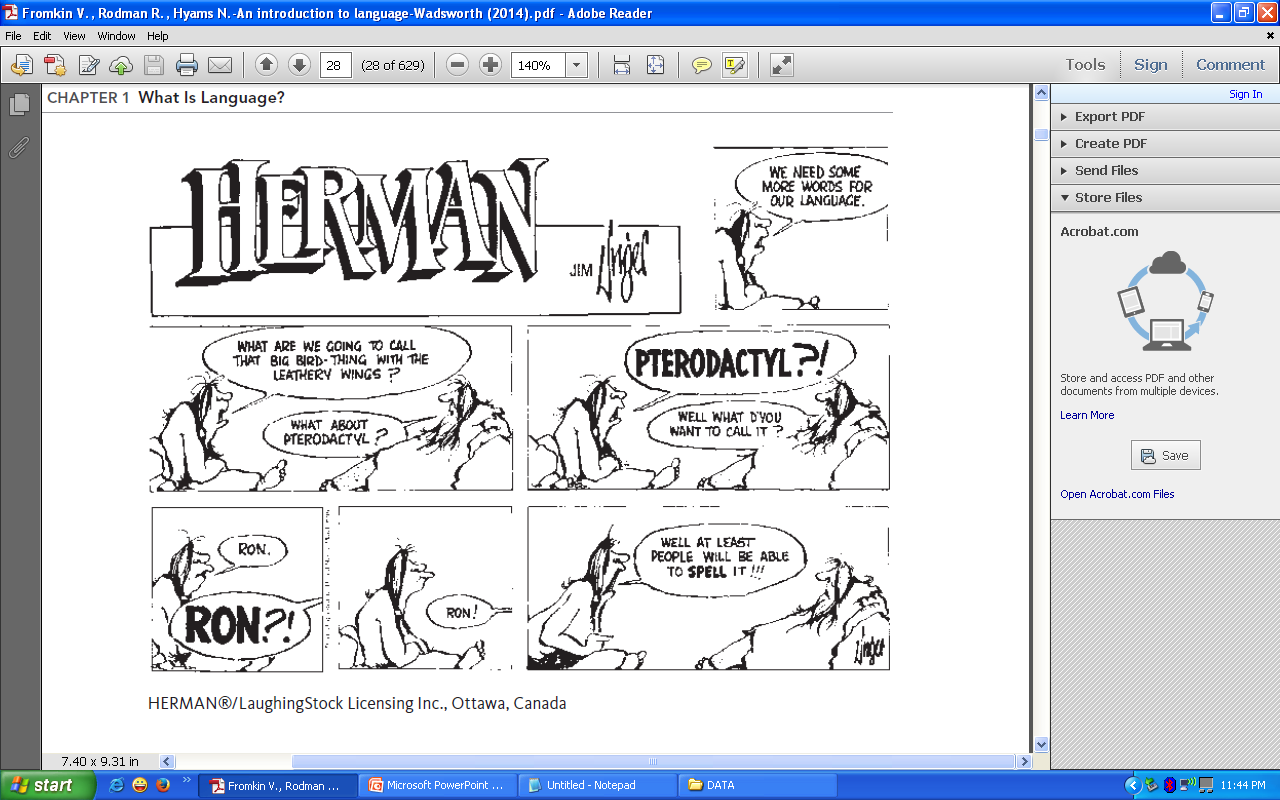 Fromkin V., Rodman R., Hyams N.-An introduction to language-Wadsworth (2014).pdf - Adobe Reader
File Edit View Window Help
28 (28 of 629) 140% Tools Sign Comment
Sign In
CHAPTER 1 What Is Language?
HERMAN
JIM Unger
WE NEED SOME
MORE WORDS FOR
OUR LANGUAGE.
WHAT ARE WE GOING TO CALL
THAT BIG BIRD-THING WITH THE
LEATHERY WINGS?
WHAT ABOUT
PTERODACTYL?
PTERODACTYL?!
WELL WHAT D'YOU
WANT TO CALL IT?
RON.
RON?!
RON!
WELL AT LEAST
PEOPLE WILL BE ABLE
TO SPELL IT!!!
Unger
HERMAN®/LaughingStock Licensing Inc., Ottawa, Canada
7.40 x 9.31 in
Export PDF
Create PDF
Send Files
Store Files
Acrobat.com
Store and access PDF and other
documents from multiple devices.
Learn More
Save
Open Acrobat.com Files
start
Fromkin V., Rodman ...
Microsoft PowerPoint ...
Untitled - Notepad
DATA
11:44 PM